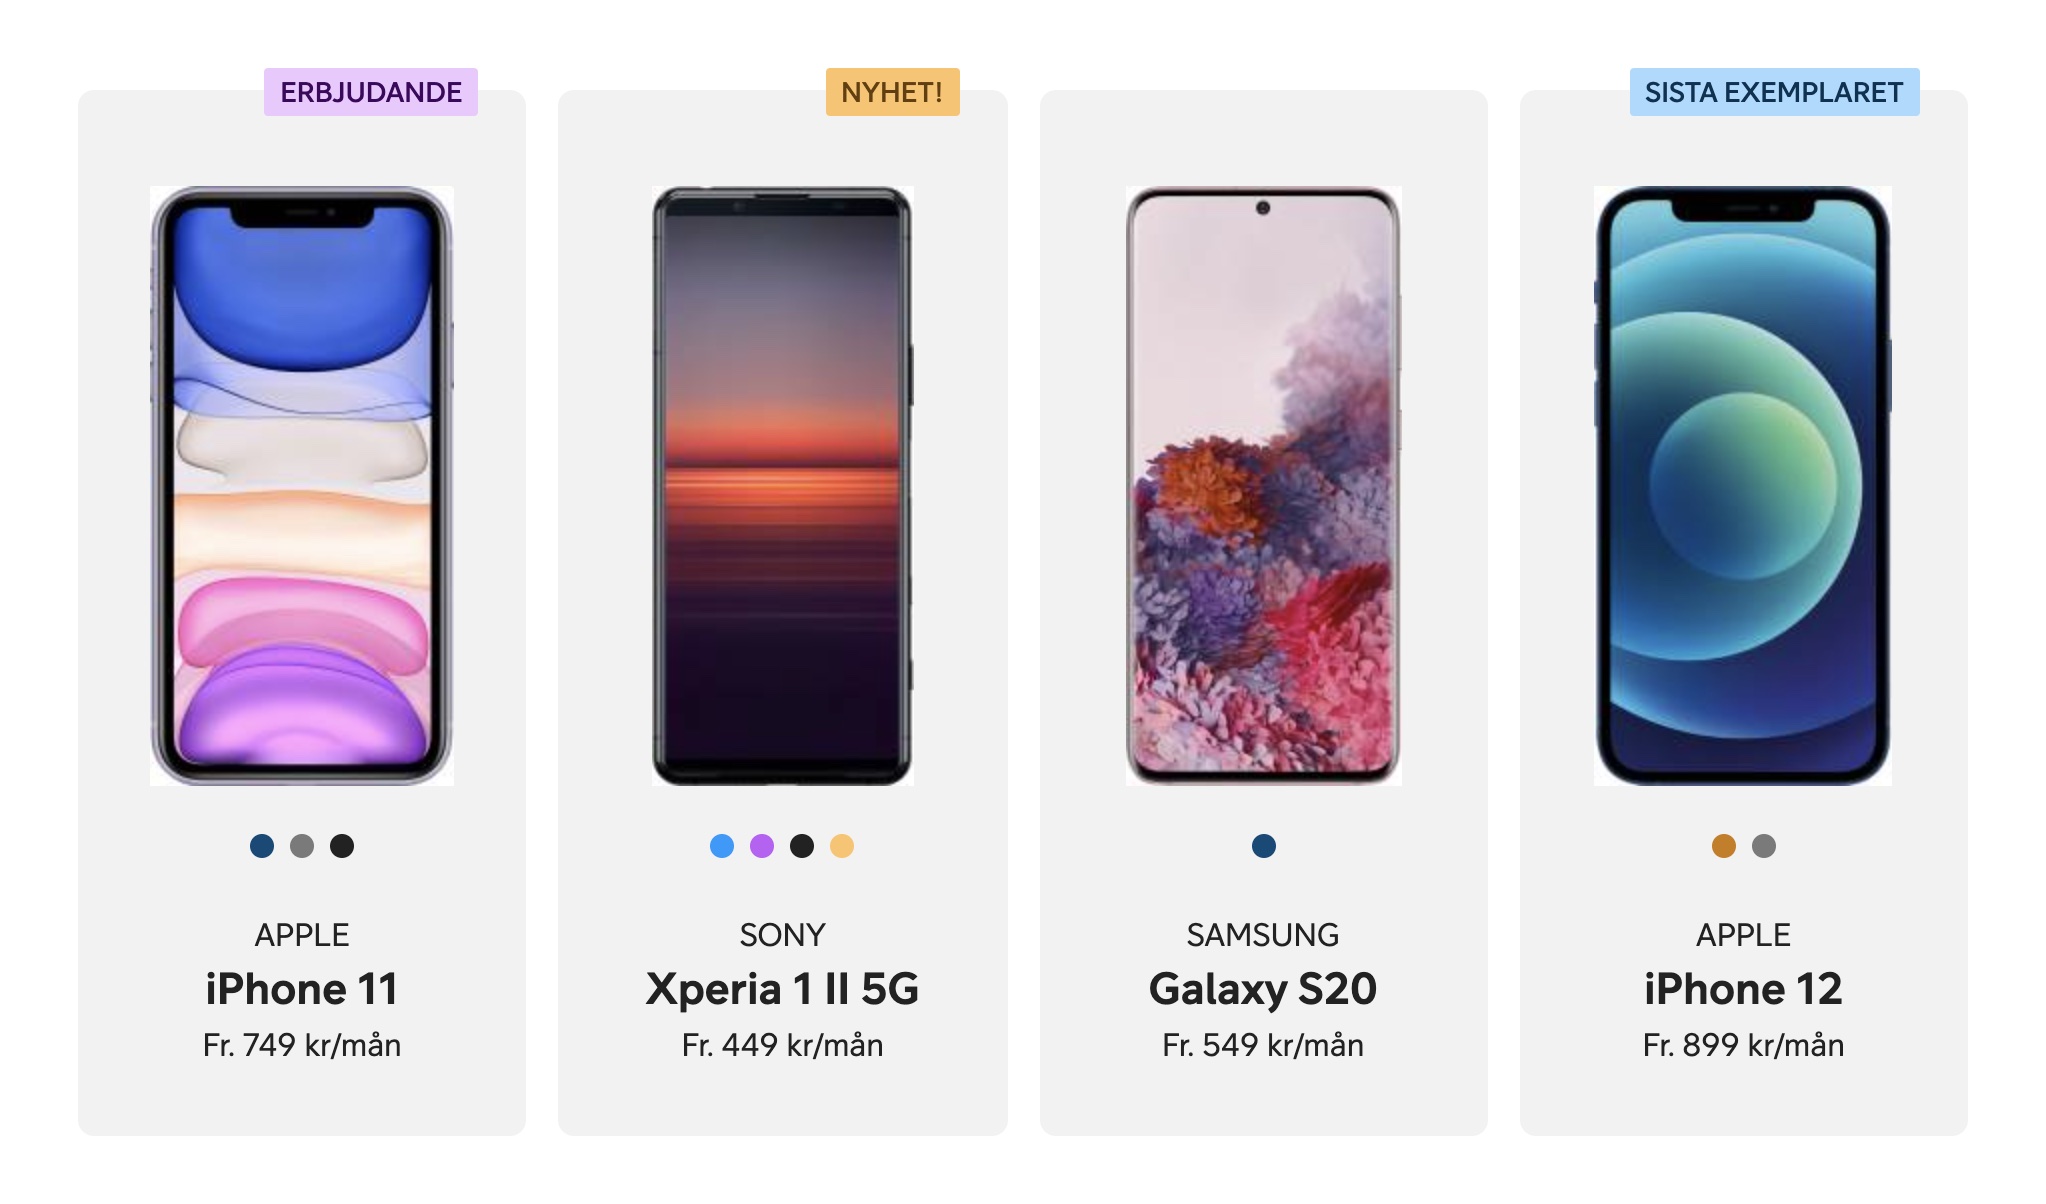 ERBJUDANDE
APPLE
iPhone 11
Fr. 749 kr/mån
NYHET!
SONY
Xperia 1 II 5G
Fr. 449 kr/mån
SAMSUNG
Galaxy S20
Fr. 549 kr/mån
SISTA EXEMPLARET
APPLE
iPhone 12
Fr. 899 kr/mån